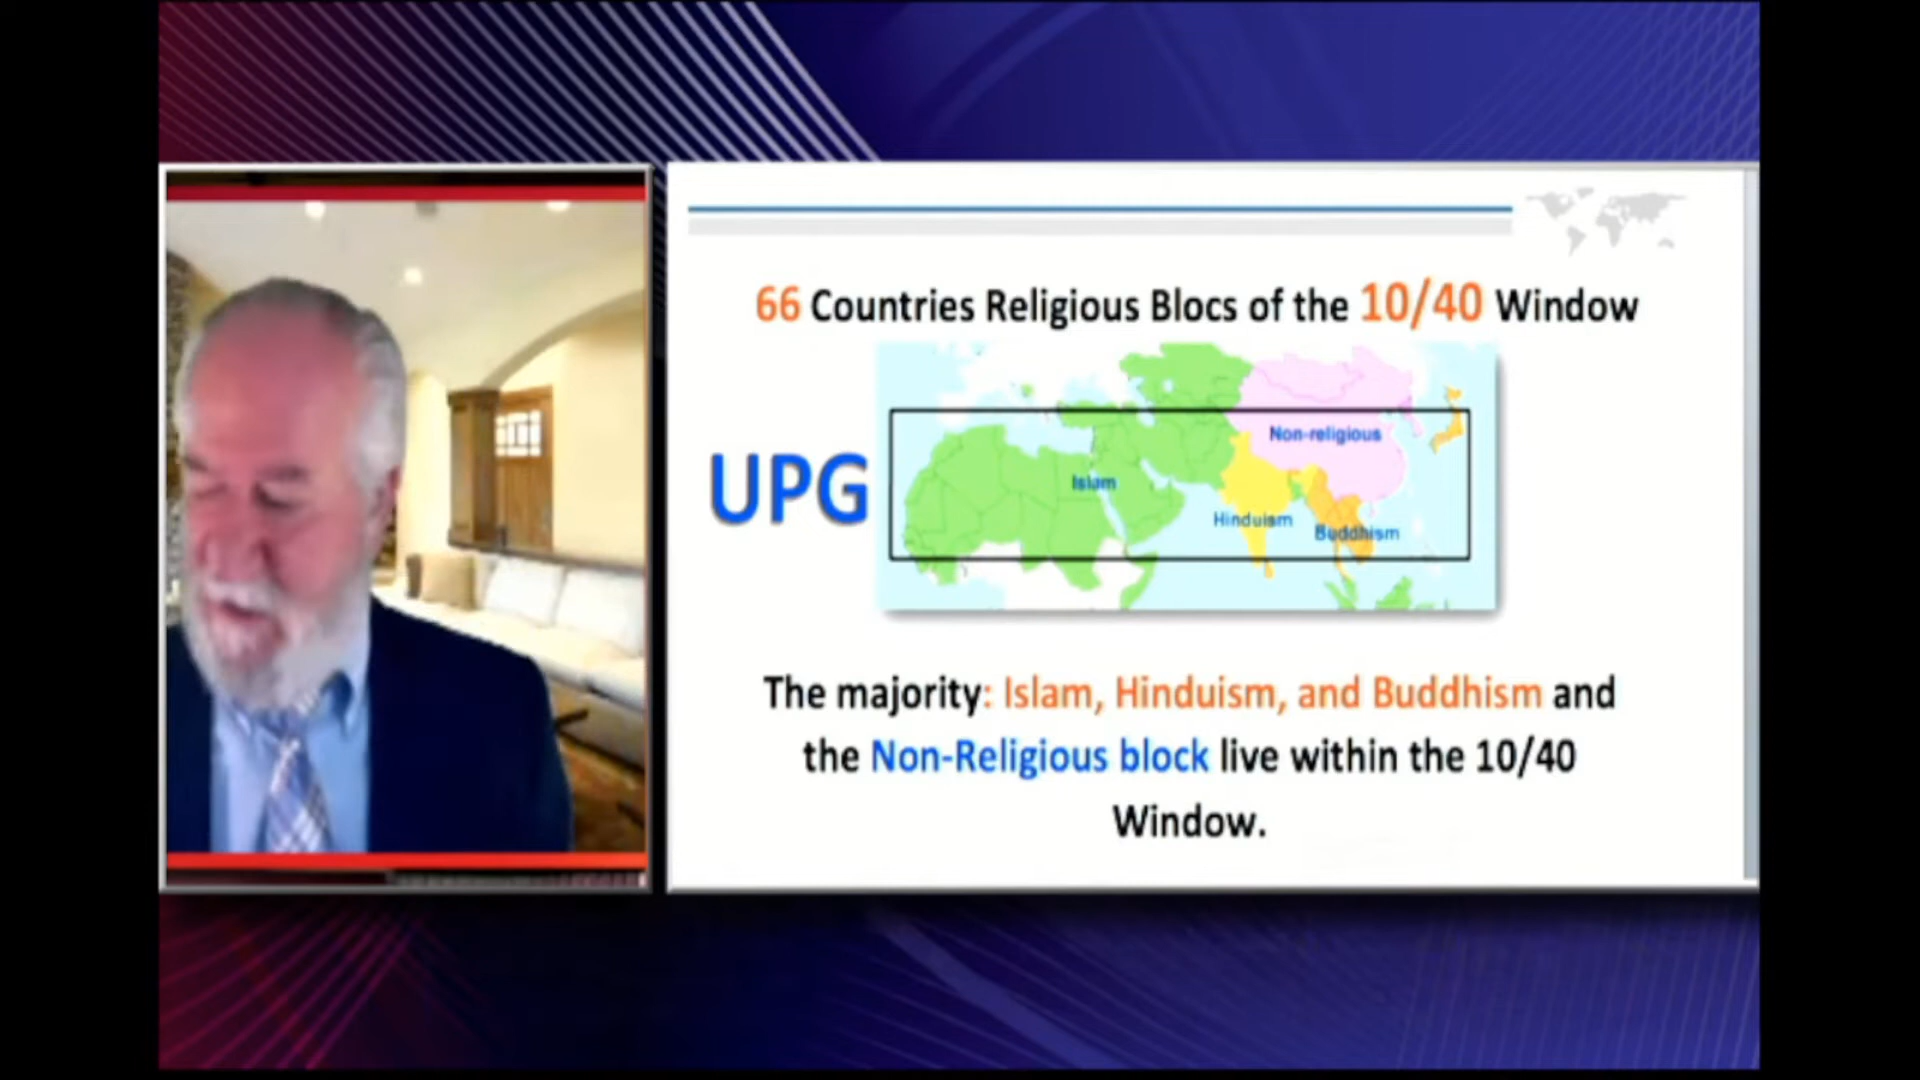 66 Countries Religious Blocs of the 10/40 Window
UPG
Non-religious
Islam
Hinduism
Buddhism
The majority: Islam, Hinduism, and Buddhism and
the Non-Religious block live within the 10/40
Window.